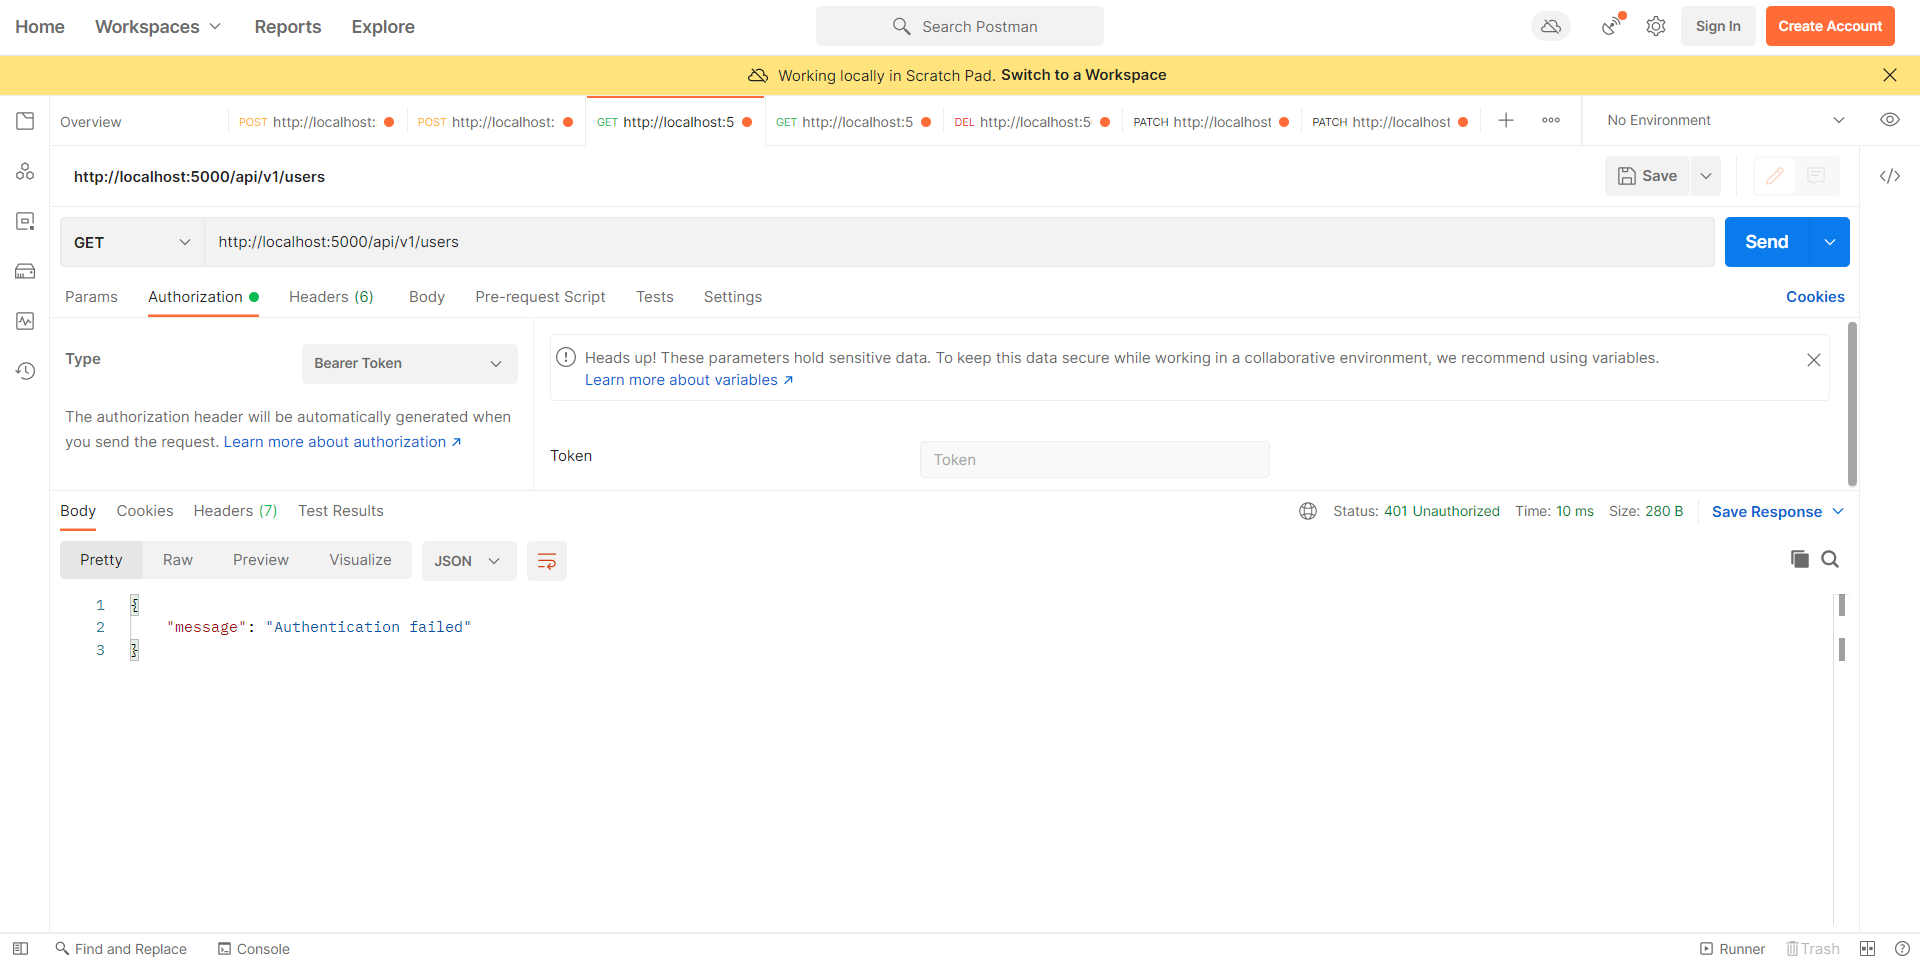 Home Workspaces Reports Explore Search Postman Sign In Create Account
Working locally in Scratch Pad. Switch to a Workspace
Overview POST http://localhost: POST http://localhost: GET http://localhost:5 GET http://localhost:5 DEL http://localhost:5 PATCH http://localhost PATCH http://localhost No Environment
http://localhost:5000/api/v1/users Save
GET http://localhost:5000/api/v1/users Send
Params Authorization Headers (6) Body Pre-request Script Tests Settings Cookies
Type Bearer Token
Heads up! These parameters hold sensitive data. To keep this data secure while working in a collaborative environment, we recommend using variables.
Learn more about variables ↗
The authorization header will be automatically generated when
you send the request. Learn more about authorization ↗
Token Token
Body Cookies Headers (7) Test Results Status: 401 Unauthorized Time: 10 ms Size: 280 B Save Response
Pretty Raw Preview Visualize JSON
1 {
2 "message": "Authentication failed"
3 }
Find and Replace Console Runner Trash